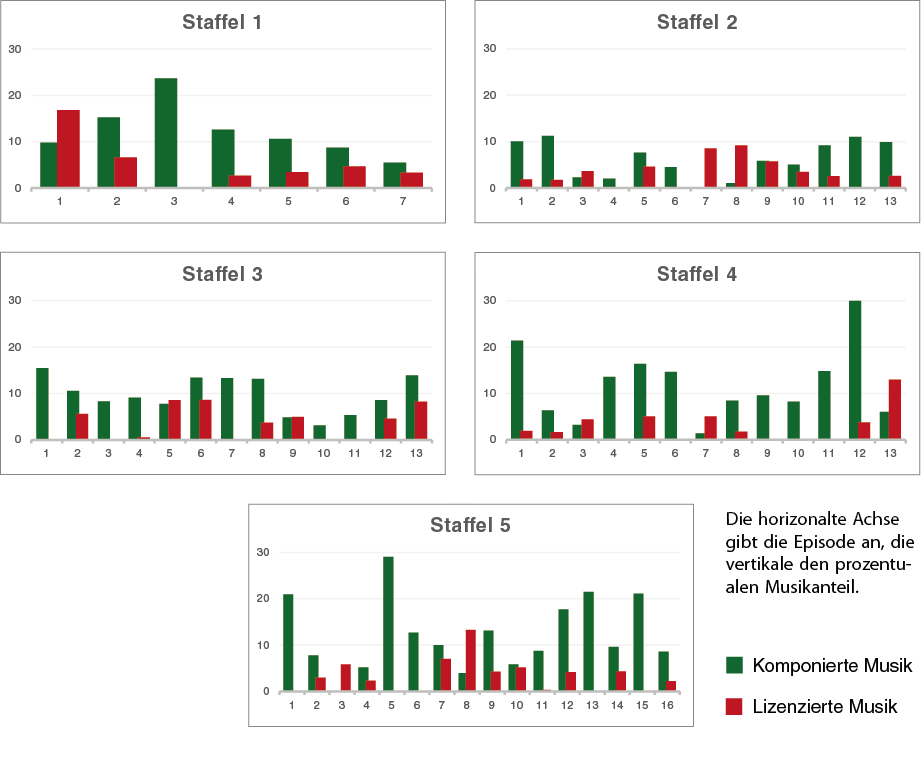 Staffel 1
30
20
10
0
1 2 3 4 5 6 7
Staffel 2
30
20
10
0
1 2 3 4 5 6 7 8 9 10 11 12 13
Staffel 3
30
20
10
0
1 2 3 4 5 6 7 8 9 10 11 12 13
Staffel 4
30
20
10
0
1 2 3 4 5 6 7 8 9 10 11 12 13
Staffel 5
30
20
10
0
1 2 3 4 5 6 7 8 9 10 11 12 13 14 15 16
Die horizonalte Achse
gibt die Episode an, die
vertikale den prozentu-
alen Musikanteil.
Komponierte Musik
Lizenzierte Musik